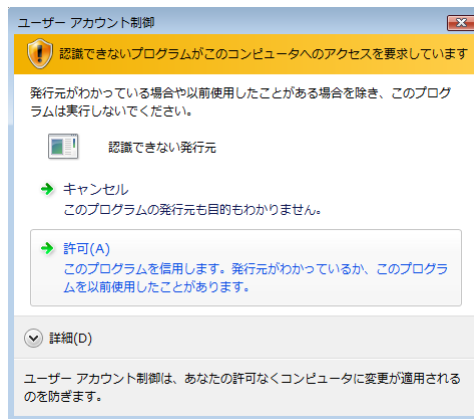 ユーザー アカウント制御
認識できないプログラムがこのコンピュータへのアクセスを要求しています
発行元がわかっている場合や以前使用したことがある場合を除き、このプログ
ラムは実行しないでください。
認識できない発行元
キャンセル
このプログラムの発行元も目的もわかりません。
許可(A)
このプログラムを信用します。発行元がわかっているか、このプログラ
ムを以前使用したことがあります。
詳細(D)
ユーザー アカウント制御は、あなたの許可なくコンピュータに変更が適用される
のを防ぎます。